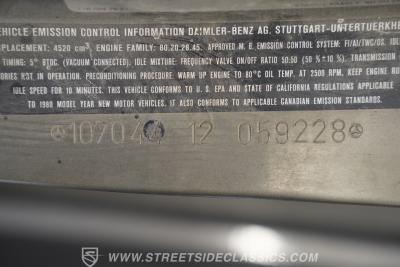 VEHICLE EMISSION CONTROL INFORMATION DAIMLER-BENZ AG. STUTTGART-UNTERTUERKHE
PLACEMENT: 4520 cm³, ENGINE FAMILY: 80.20.26.45. APPROVED M. B. EMISSION CONTROL SYSTEM: FI/AI/TWC/OS.
TIMING: 5° BTDC. (VACUUM CONNECTED), IDLE MIXTURE: FREQUENCY VALVE ON/OFF RATIO 50:50 (50 % ± 10 %). TRANSMISSION
ORIES RST. IN OPERATION. PRECONDITIONING PROCEDURE: WARM UP ENGINE TO 80°C OIL TEMP. AT 2500 RPM, KEEP ENGINE
IDLE SPEED FOR 10 MINUTES. THIS VEHICLE CONFORMS TO U. S. EPA AND STATE OF CALIFORNIA REGULATIONS APPLICABLE
TO 1980 MODEL YEAR NEW MOTOR VEHICLES. IT ALSO CONFORMS TO APPLICABLE CANADIAN EMISSION STANDARDS.
107044 12 059228
WWW.STREETSIDECLASSICS.COM